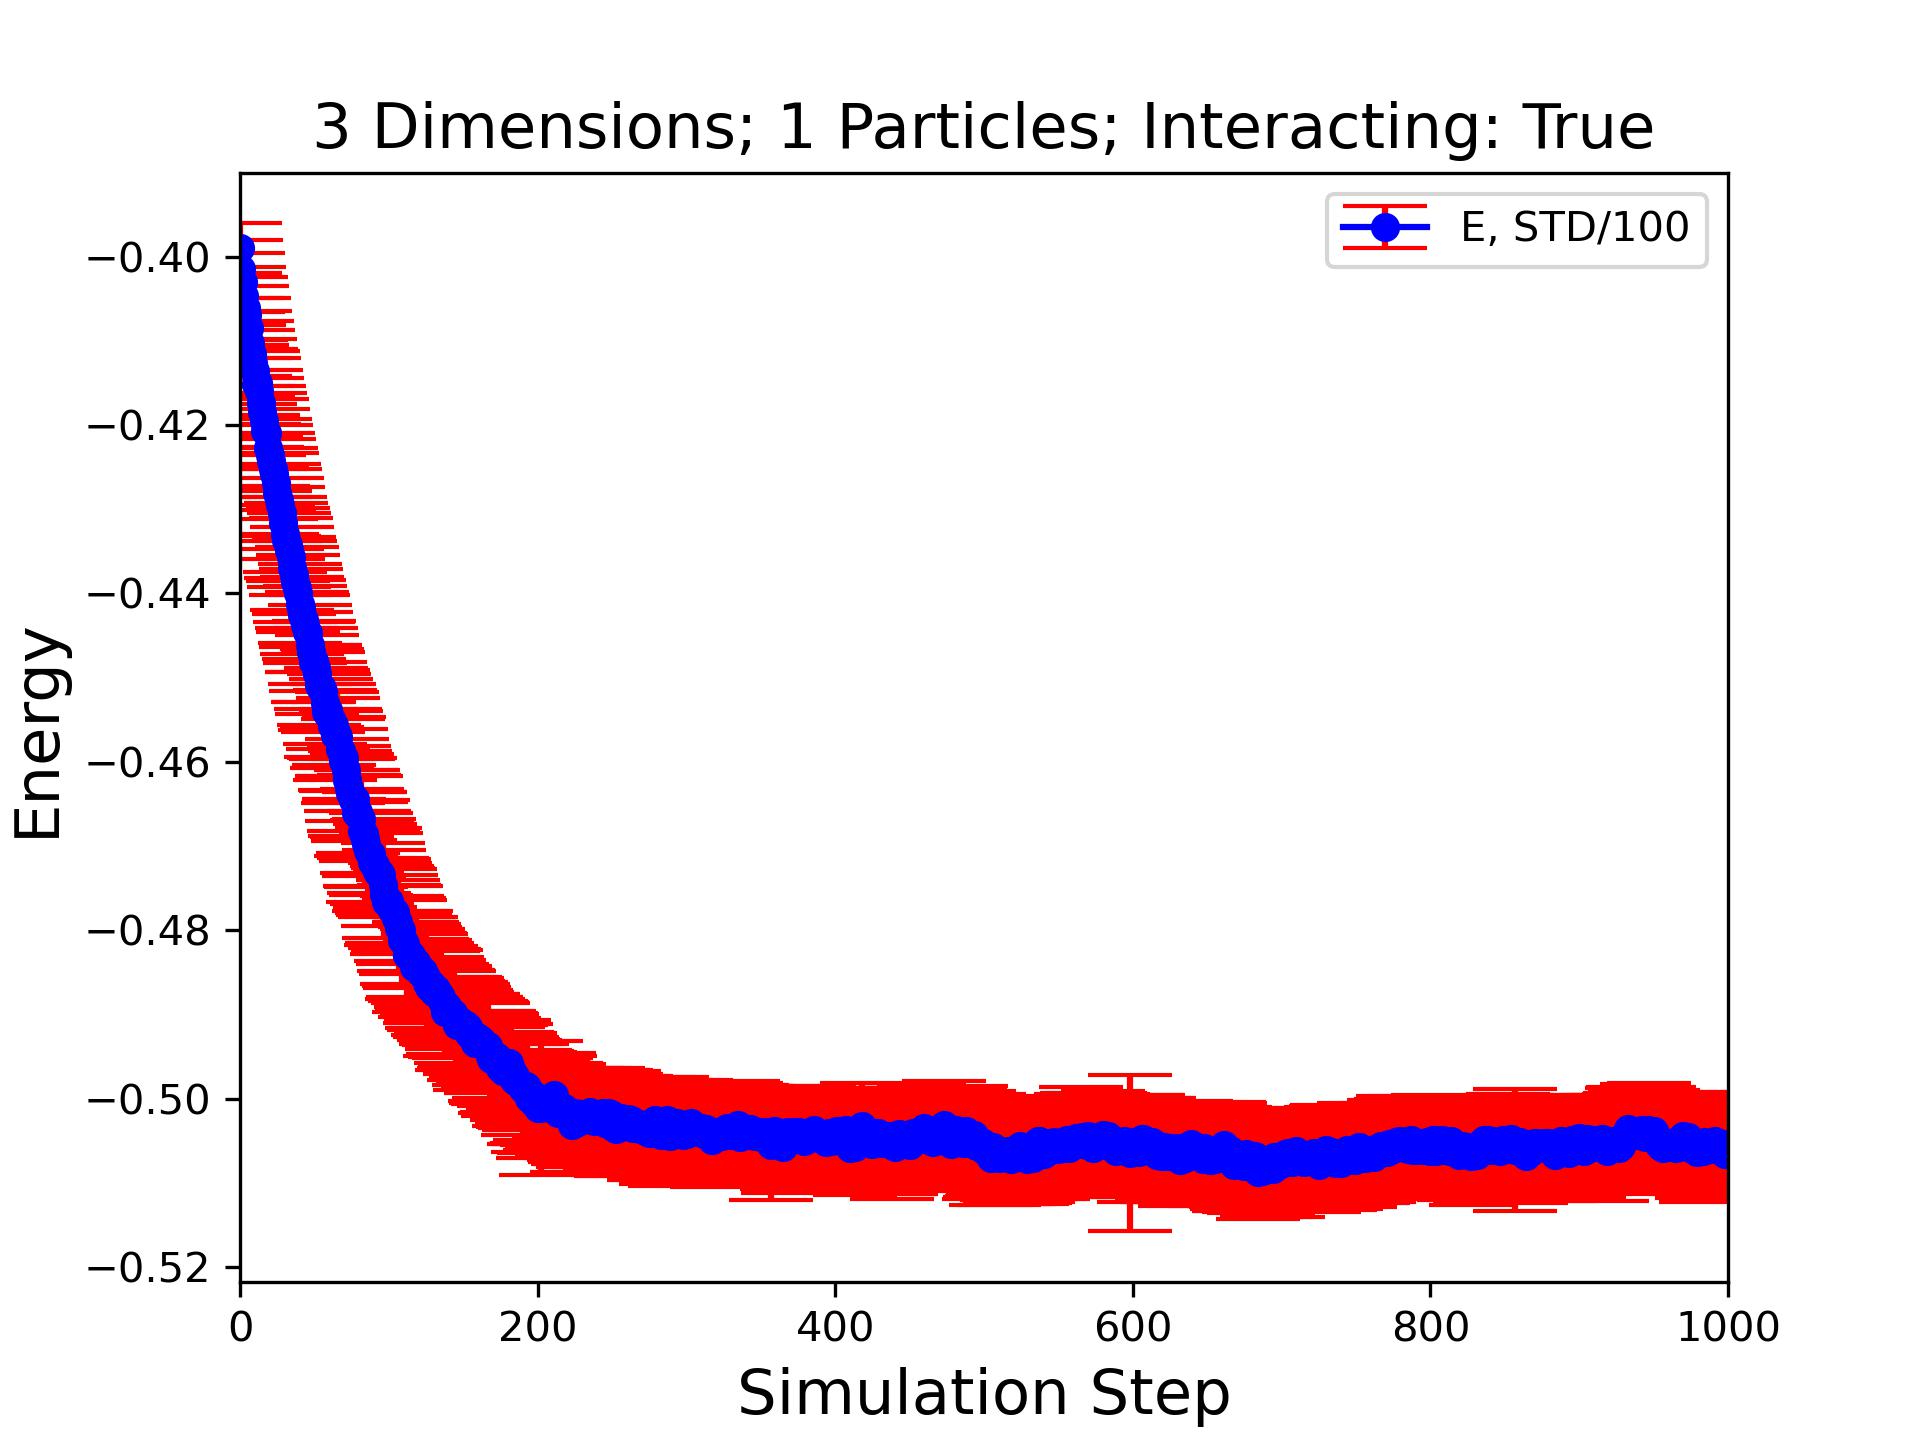 3 Dimensions; 1 Particles; Interacting: True
E, STD/100
Energy
−0.40
−0.42
−0.44
−0.46
−0.48
−0.50
−0.52
0 200 400 600 800 1000
Simulation Step